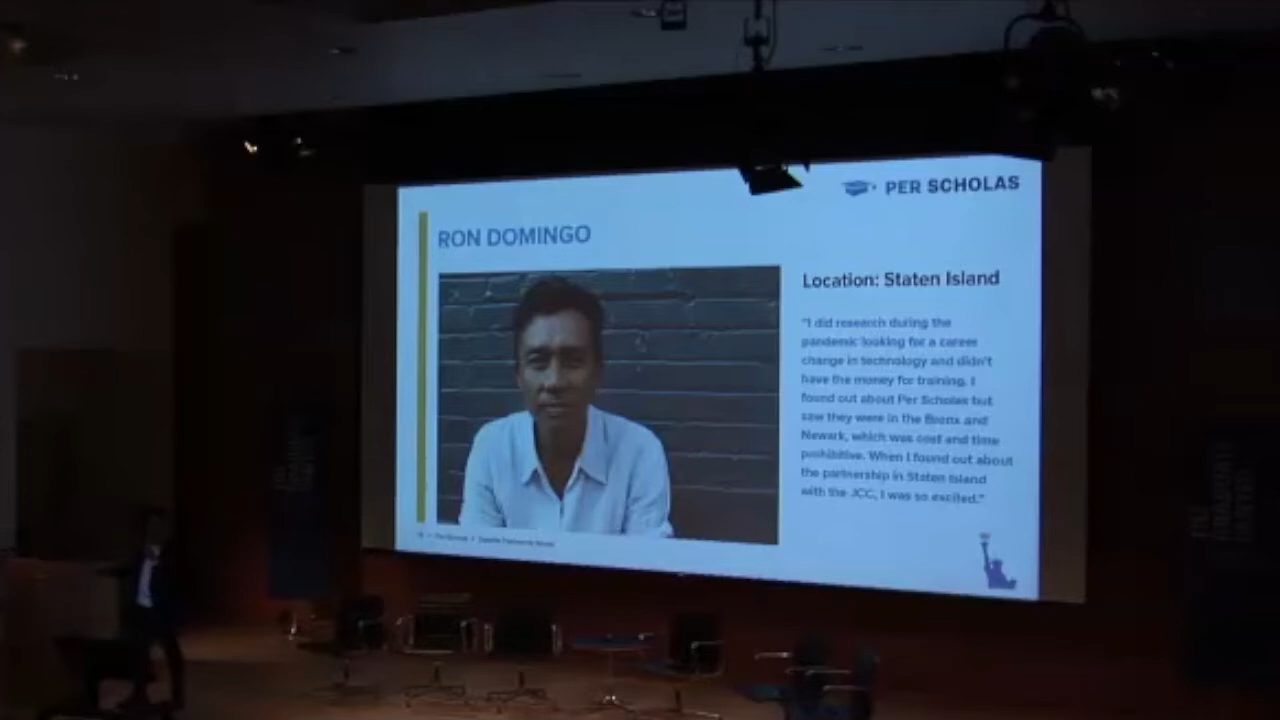 PER SCHOLAS
RON DOMINGO
Location: Staten Island
"I did research during the
pandemic looking for a career
change in technology and didn't
have the money for training. I
found out about Per Scholas but
saw they were in the Bronx and
Newark, which was cost and time
prohibitive. When I found out about
the partnership in Staten Island
with the JCC, I was so excited."